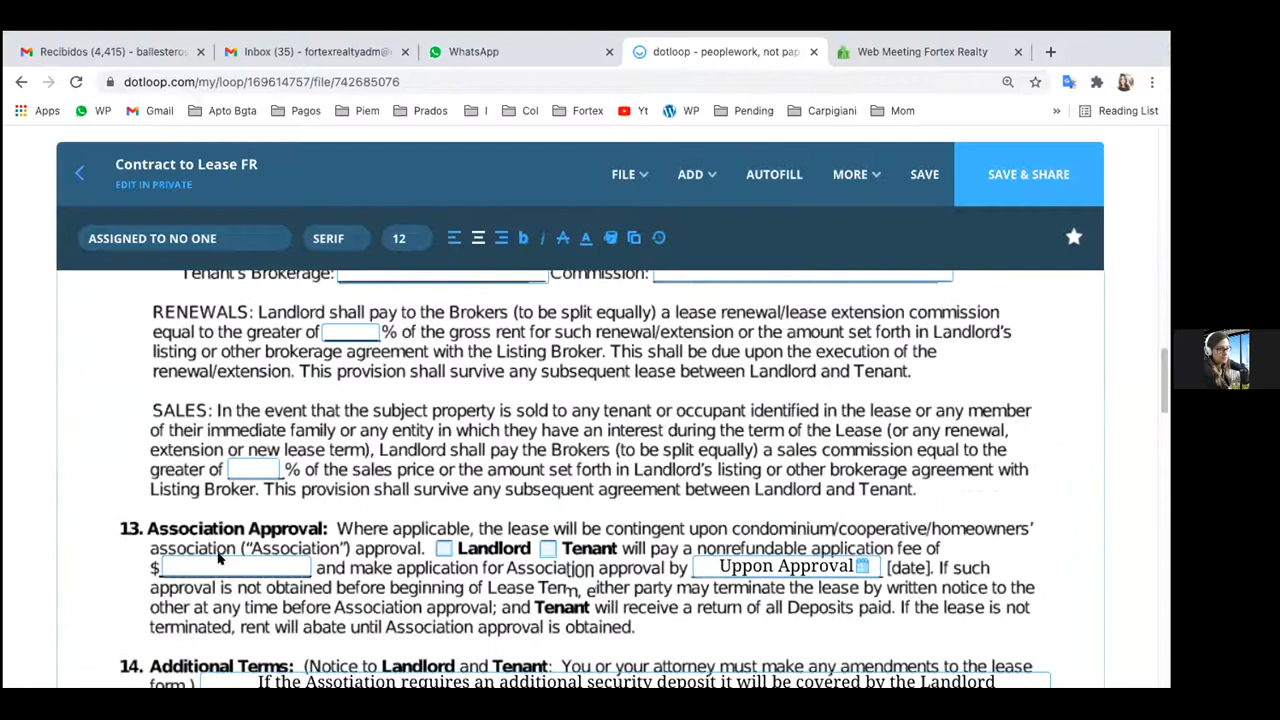 Recibidos (4,415) - ballestero
Inbox (35) - fortexrealtyadm@
WhatsApp
dotloop - peoplework, not pap
Web Meeting Fortex Realty
dotloop.com/my/loop/169614757/file/742685076
Apps WP Gmail Apto Bgta Pagos Piem Prados I Col Fortex Yt WP Pending Carpigiani Mom » Reading List
Contract to Lease FR
EDIT IN PRIVATE
FILE ADD AUTOFILL MORE SAVE SAVE & SHARE
ASSIGNED TO NO ONE SERIF 12
Tenant's Brokerage: Commission:
RENEWALS: Landlord shall pay to the Brokers (to be split equally) a lease renewal/lease extension commission
equal to the greater of % of the gross rent for such renewal/extension or the amount set forth in Landlord's
listing or other brokerage agreement with the Listing Broker. This shall be due upon the execution of the
renewal/extension. This provision shall survive any subsequent lease between Landlord and Tenant.
SALES: In the event that the subject property is sold to any tenant or occupant identified in the lease or any member
of their immediate family or any entity in which they have an interest during the term of the Lease (or any renewal,
extension or new lease term), Landlord shall pay the Brokers (to be split equally) a sales commission equal to the
greater of % of the sales price or the amount set forth in Landlord's listing or other brokerage agreement with
Listing Broker. This provision shall survive any subsequent agreement between Landlord and Tenant.
13. Association Approval: Where applicable, the lease will be contingent upon condominium/cooperative/homeowners'
association ("Association") approval. Landlord Tenant will pay a nonrefundable application fee of
$ and make application for Association approval by Uppon Approval [date]. If such
approval is not obtained before beginning of Lease Term, either party may terminate the lease by written notice to the
other at any time before Association approval; and Tenant will receive a return of all Deposits paid. If the lease is not
terminated, rent will abate until Association approval is obtained.
14. Additional Terms: (Notice to Landlord and Tenant: You or your attorney must make any amendments to the lease
form.) If the Assotiation requires an additional security deposit it will be covered by the Landlord